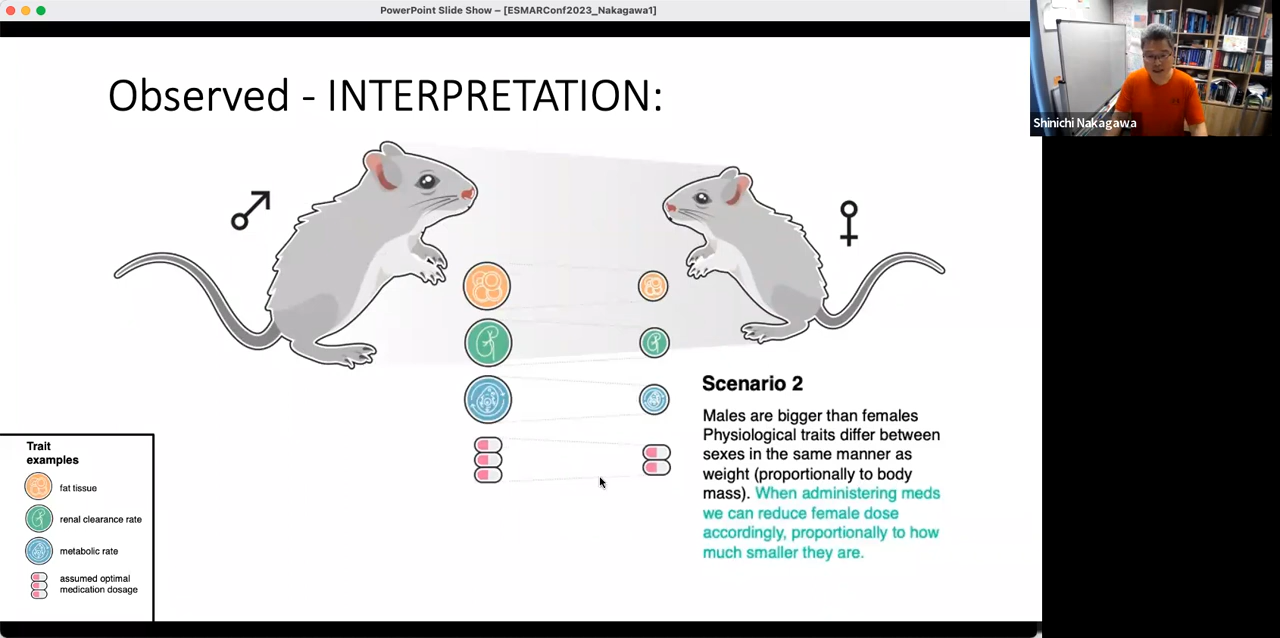 PowerPoint Slide Show – [ESMARConf2023_Nakagawa1]
Observed - INTERPRETATION:
Shinichi Nakagawa
Scenario 2
Males are bigger than females
Physiological traits differ between
sexes in the same manner as
weight (proportionally to body
mass). When administering meds
we can reduce female dose
accordingly, proportionally to how
much smaller they are.
Trait
examples
fat tissue
renal clearance rate
metabolic rate
assumed optimal
medication dosage